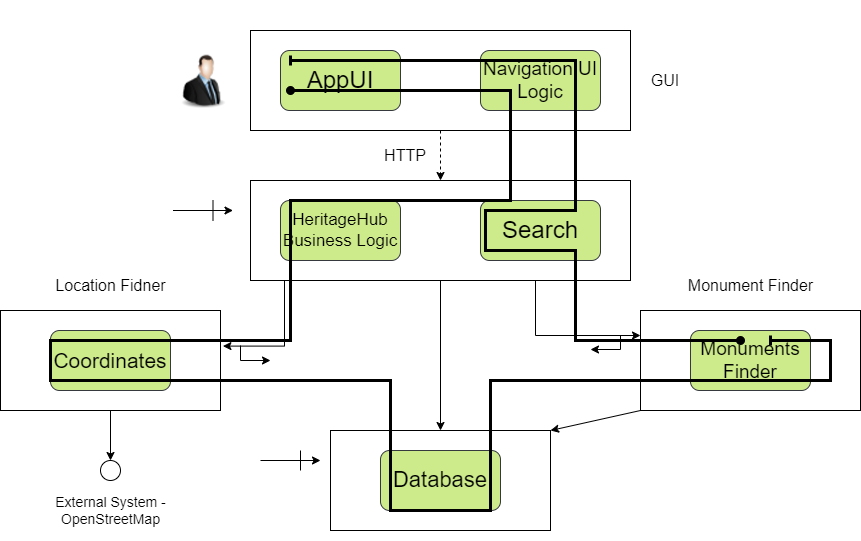 AppUI
Navigation UI
Logic
GUI
HTTP
HeritageHub
Business Logic
Search
Location Fidner
Monument Finder
Coordinates
Monuments
Finder
Database
External System -
OpenStreetMap